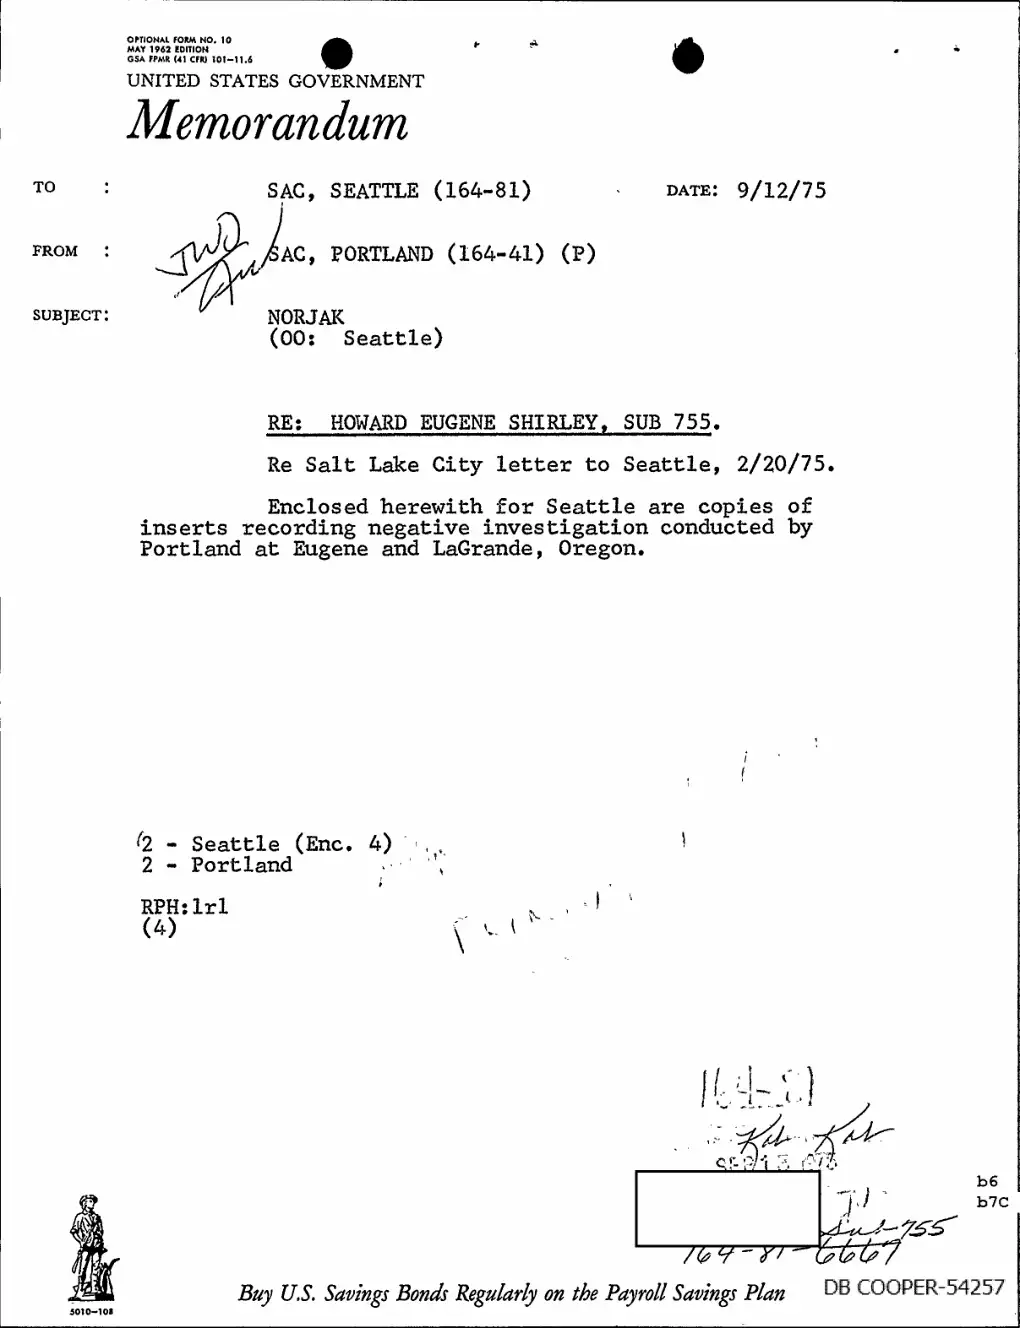 OPTIONAL FORM NO. 10
MAY 1962 EDITION
GSA FPMR (41 CFR) 101-11.6
UNITED STATES GOVERNMENT
Memorandum
TO : SAC, SEATTLE (164-81) DATE: 9/12/75
FROM : SAC, PORTLAND (164-41) (P)
SUBJECT: NORJAK
(OO: Seattle)
RE: HOWARD EUGENE SHIRLEY, SUB 755.
Re Salt Lake City letter to Seattle, 2/20/75.
Enclosed herewith for Seattle are copies of
inserts recording negative investigation conducted by
Portland at Eugene and LaGrande, Oregon.
2 - Seattle (Enc. 4)
2 - Portland
RPH:lrl
(4)
164-81
b6
b7C
Sub-755
164-81-6667
5010-108
Buy U.S. Savings Bonds Regularly on the Payroll Savings Plan
DB COOPER-54257